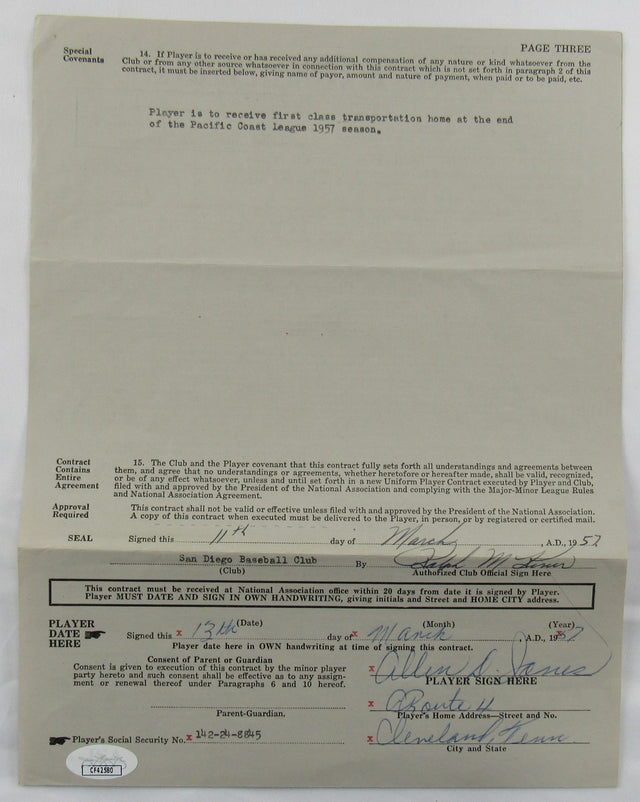 PAGE THREE
Special
Covenants
14. If Player is to receive or has received any additional compensation of any nature or kind whatsoever from the
Club or from any other source whatsoever in connection with this contract which is not set forth in paragraph 2 of this
contract, it must be inserted below, giving name of payor, amount and nature of payment, when paid or to be paid, etc.
Player is to receive first class transportation home at the end
of the Pacific Coast League 1957 season.
Contract
Contains
Entire
Agreement
15. The Club and the Player covenant that this contract fully sets forth all understandings and agreements between
them, and agree that no understandings or agreements, whether heretofore or hereafter made, shall be valid, recognized,
or be of any effect whatsoever, unless and until set forth in a new Uniform Player Contract executed by Player and Club,
filed with and approved by the President of the National Association and complying with the Major-Minor League Rules
and National Association Agreement.
Approval
Required
This contract shall not be valid or effective unless filed with and approved by the President of the National Association.
A copy of this contract when executed must be delivered to the Player, in person, or by registered or certified mail.
SEAL Signed this 11th day of March, A.D., 1957
San Diego Baseball Club By Ralph M Kiner
(Club) Authorized Club Official Sign Here
This contract must be received at National Association office within 20 days from date it is signed by Player.
Player MUST DATE AND SIGN IN OWN HANDWRITING, giving initials and Street and HOME CITY address.
PLAYER
DATE
HERE
(Date) (Month) (Year)
Signed this x 13th day of x March, A.D., 19x57
Player date here in OWN handwriting at time of signing this contract.
Consent of Parent or Guardian
Consent is given to execution of this contract by the minor player
party hereto and such consent shall be effective as to any assign-
ment or renewal thereof under Paragraphs 6 and 10 hereof.
Parent-Guardian.
x Allen D. Jones
PLAYER SIGN HERE
x Route 4
Player's Home Address—Street and No.
Player's Social Security No. x 142-24-8845
x Cleveland, Tenn.
City and State
CF42580